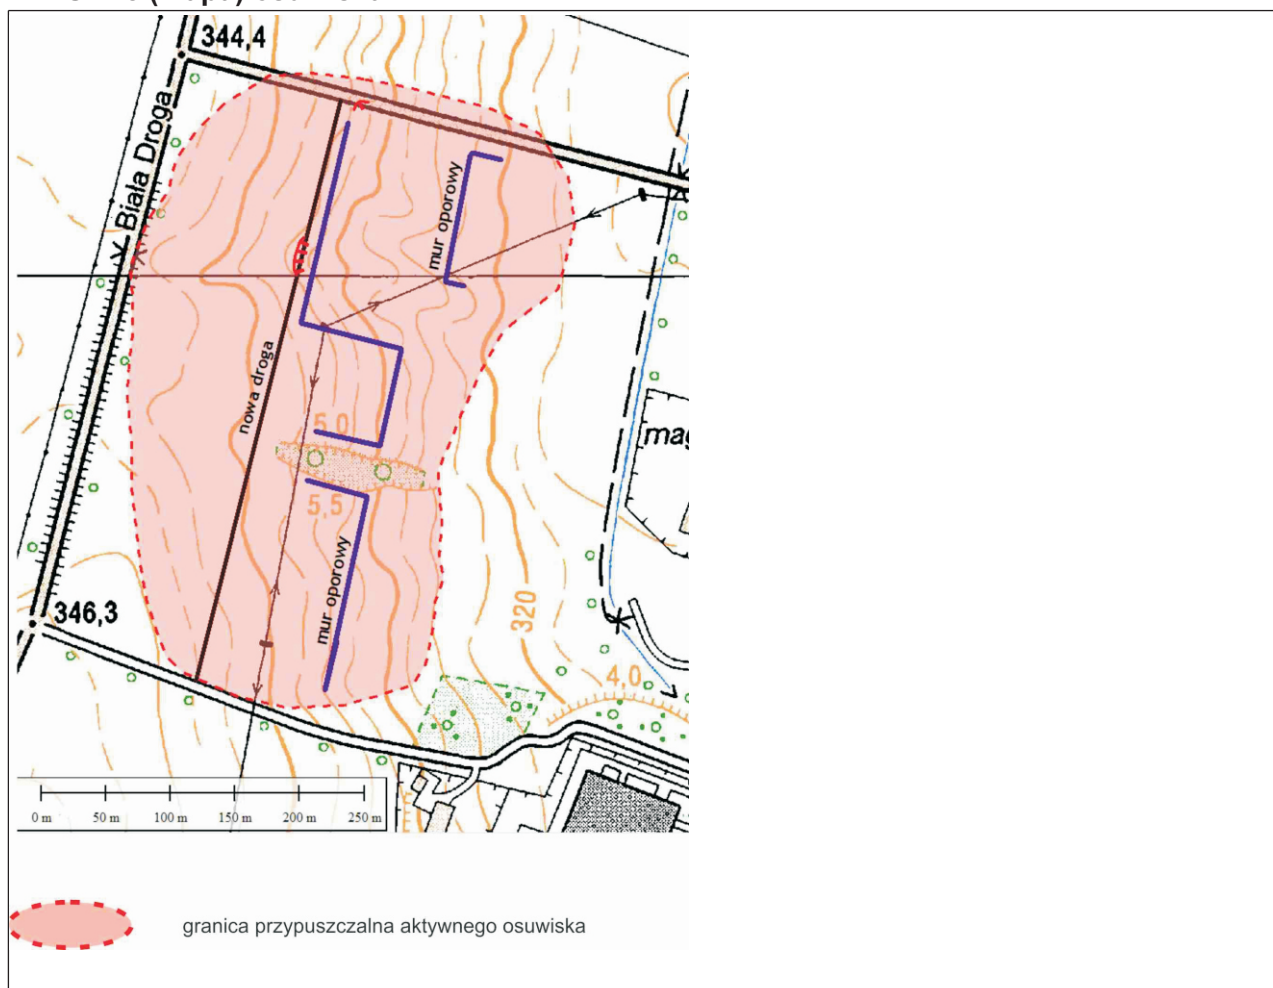 344,4
Biała Droga
mur oporowy
nowa droga
5,0
mag
5,5
mur oporowy
320
346,3
4,0
0 m 50 m 100 m 150 m 200 m 250 m
granica przypuszczalna aktywnego osuwiska